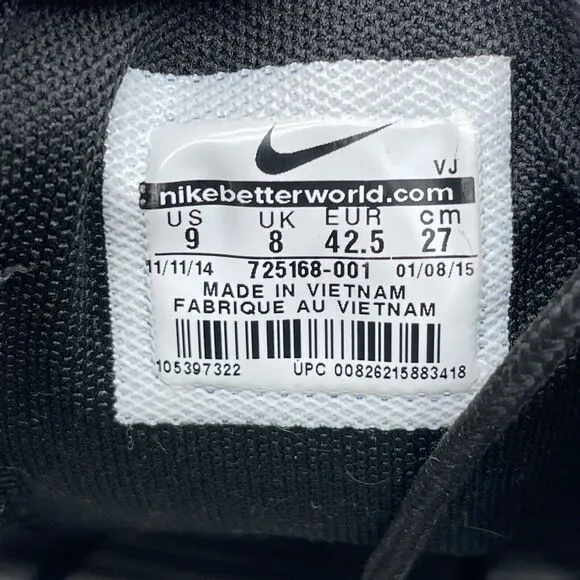 VJ
nikebetterworld.com
US UK EUR cm
9 8 42.5 27
11/11/14 725168-001 01/08/15
MADE IN VIETNAM
FABRIQUE AU VIETNAM
105397322 UPC 00826215883418